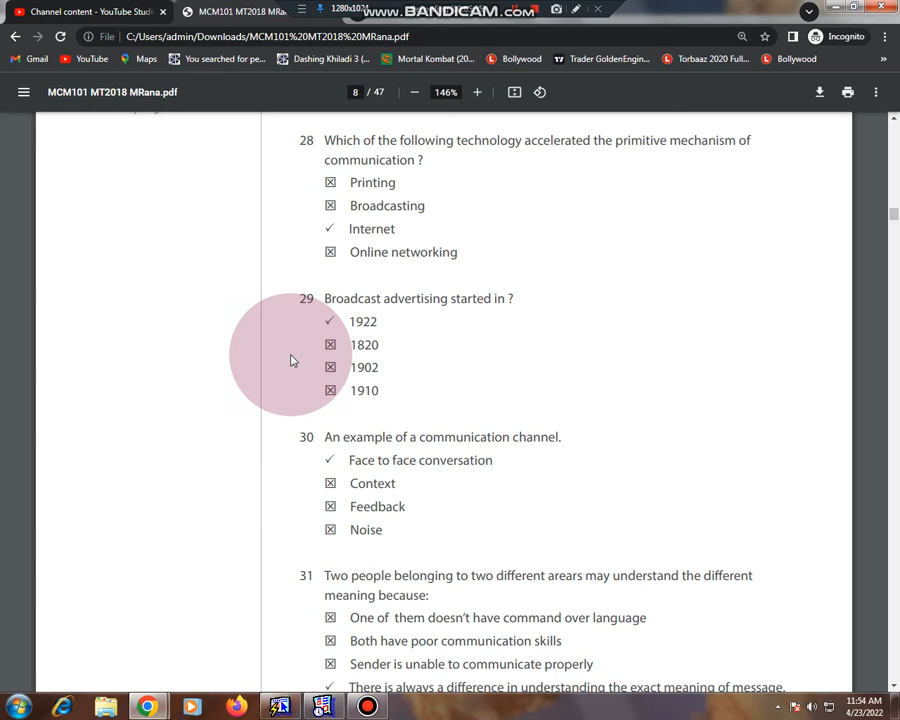 Channel content - YouTube Studi
MCM101 MT2018 MRan
1280x1024
www.BANDICAM.com
File
C:/Users/admin/Downloads/MCM101%20MT2018%20MRana.pdf
Incognito
Gmail
YouTube
Maps
You searched for pe...
Dashing Khiladi 3 (...
Mortal Kombat (20...
Bollywood
Trader GoldenEngin...
Torbaaz 2020 Full...
Bollywood
»
MCM101 MT2018 MRana.pdf
8 / 47
146%
28 Which of the following technology accelerated the primitive mechanism of
communication ?
Printing
Broadcasting
Internet
Online networking
29 Broadcast advertising started in ?
1922
1820
1902
1910
30 An example of a communication channel.
Face to face conversation
Context
Feedback
Noise
31 Two people belonging to two different arears may understand the different
meaning because:
One of them doesn't have command over language
Both have poor communication skills
Sender is unable to communicate properly
There is always a difference in understanding the exact meaning of message.
11:54 AM
4/23/2022